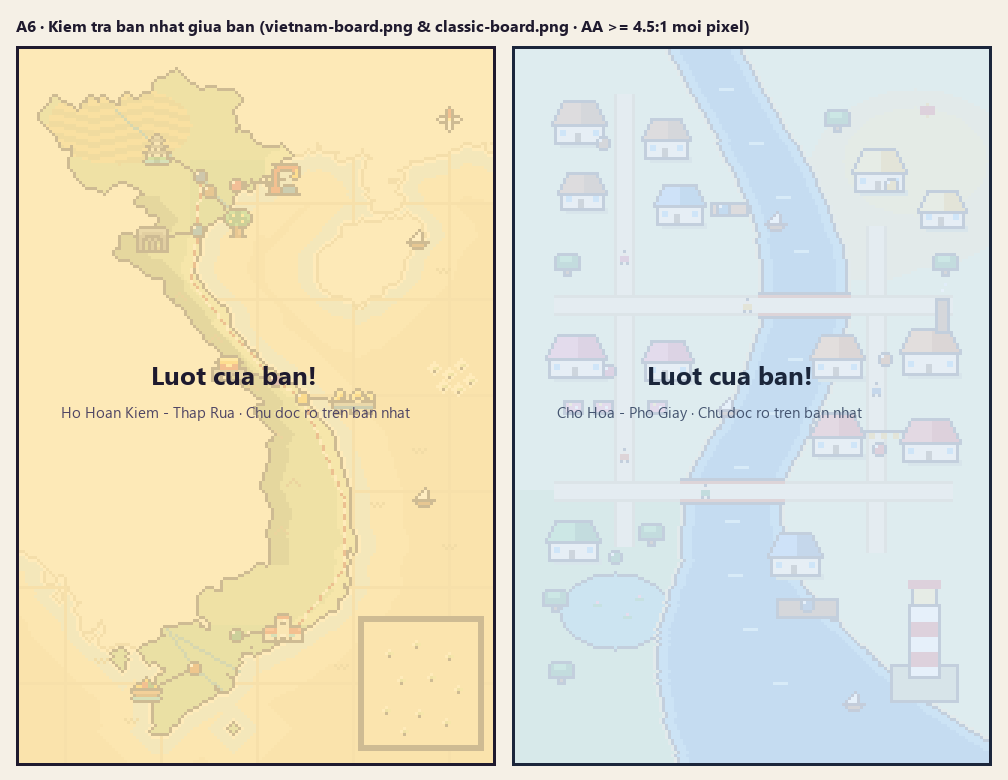 A6 · Kiem tra ban nhat giua ban (vietnam-board.png & classic-board.png · AA >= 4.5:1 moi pixel)
Luot cua ban!
Ho Hoan Kiem - Thap Rua · Chu doc ro tren ban nhat
Luot cua ban!
Cho Hoa - Pho Giay · Chu doc ro tren ban nhat